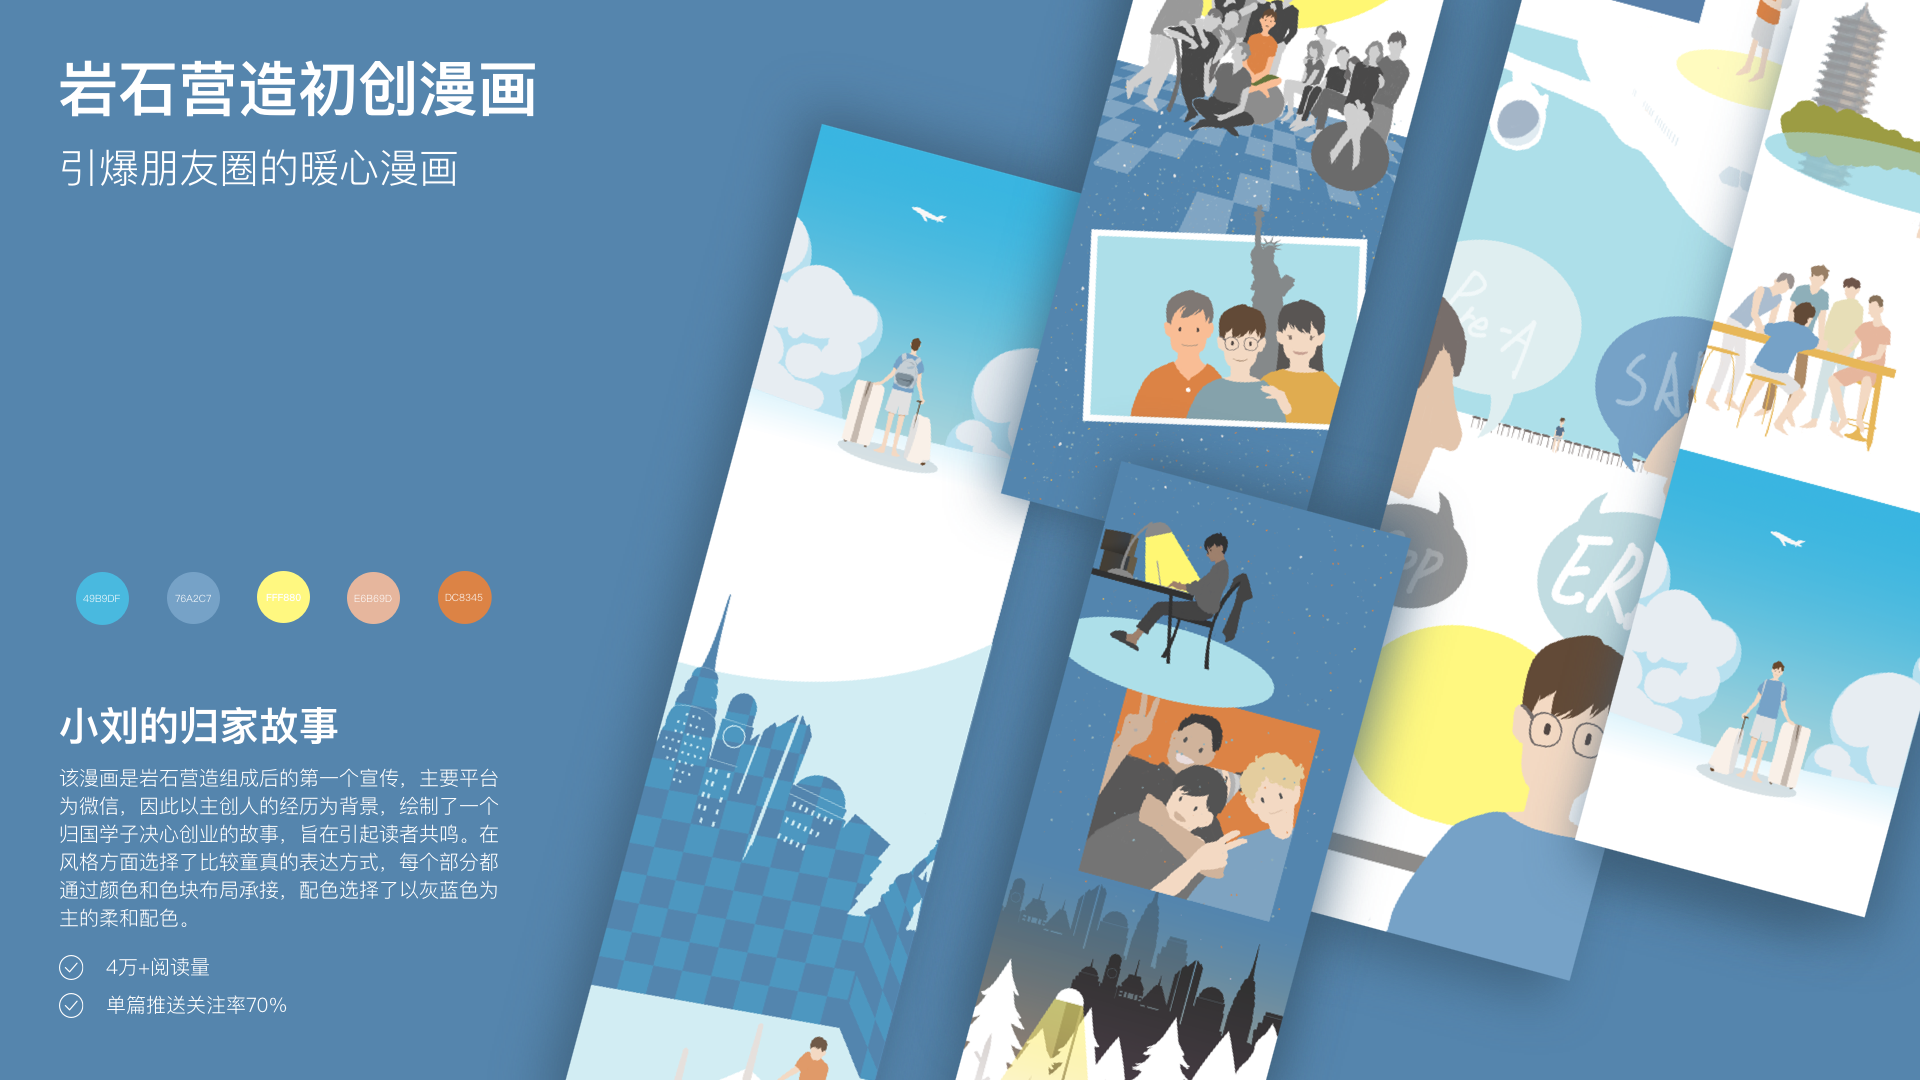 岩石营造初创漫画
引爆朋友圈的暖心漫画
49B9DF
76A2C7
FFF860
E6B69D
DC8345
小刘的归家故事
该漫画是岩石营造组成后的第一个宣传，主要平台
为微信，因此以主创人的经历为背景，绘制了一个
归国学子决心创业的故事，旨在引起读者共鸣。在
风格方面选择了比较童真的表达方式，每个部分都
通过颜色和色块布局承接，配色选择了以灰蓝色为
主的柔和配色。
4万+阅读量
单篇推送关注率70%
Pre-A
SA
PP
ER